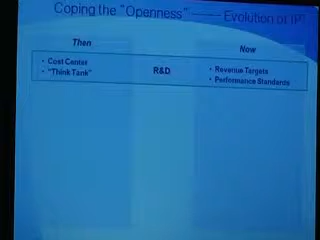 Coping the "Openness" —— Evolution of IP
Then
Now
• Cost Center
• "Think Tank"
R&D
• Revenue Targets
• Performance Standards